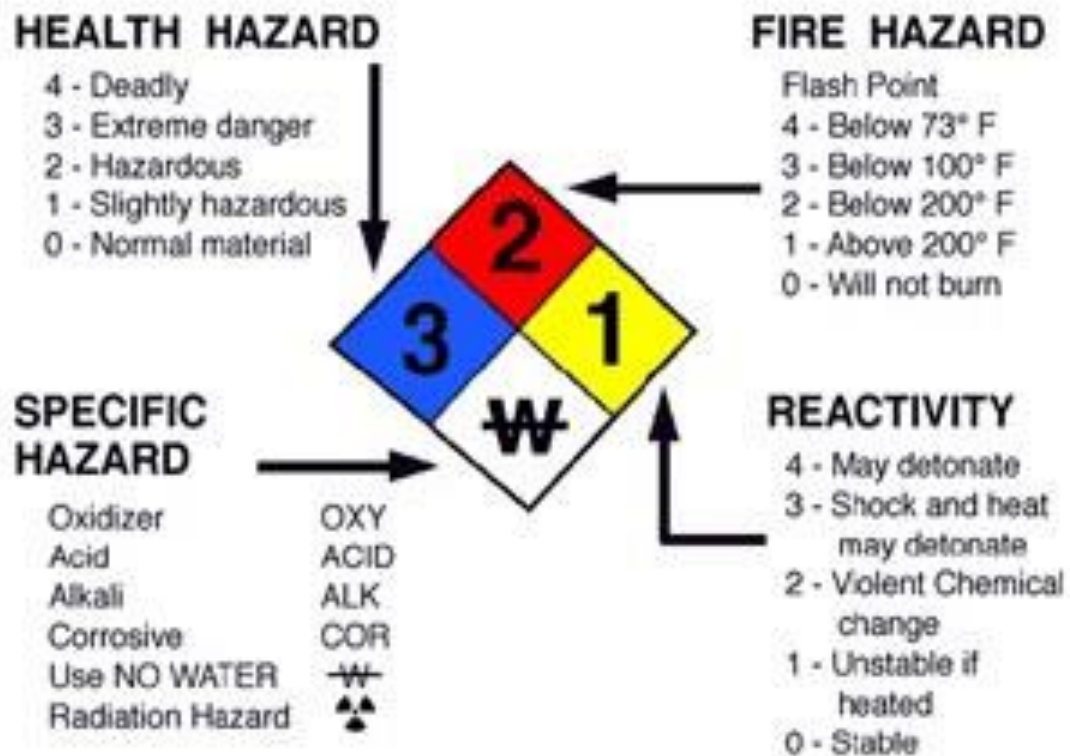 HEALTH HAZARD
4 - Deadly
3 - Extreme danger
2 - Hazardous
1 - Slightly hazardous
0 - Normal material
FIRE HAZARD
Flash Point
4 - Below 73° F
3 - Below 100° F
2 - Below 200° F
1 - Above 200° F
0 - Will not burn
2
3
1
W
SPECIFIC
HAZARD
Oxidizer OXY
Acid ACID
Alkali ALK
Corrosive COR
Use NO WATER W
Radiation Hazard
REACTIVITY
4 - May detonate
3 - Shock and heat
may detonate
2 - Violent Chemical
change
1 - Unstable if
heated
0 - Stable